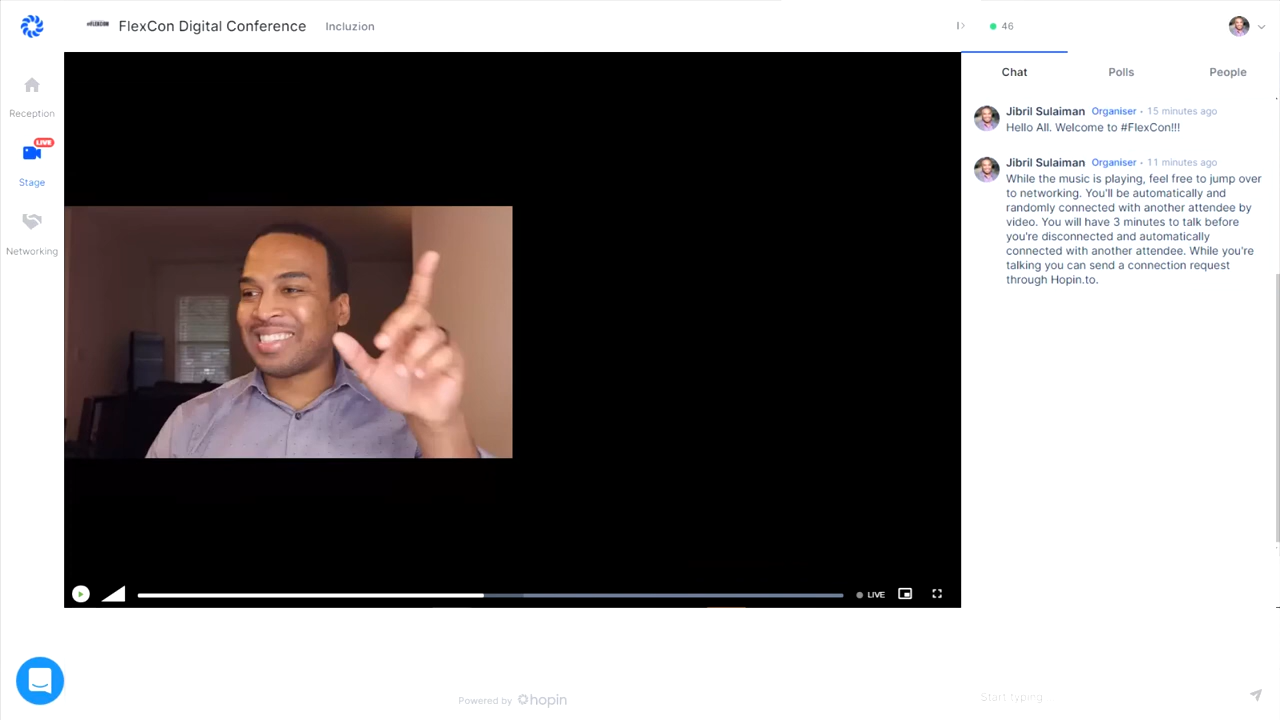 #FLEXCON
FlexCon Digital Conference
Incluzion
46
LIVE
Reception
Stage
Networking
Chat
Polls
People
Jibril Sulaiman Organiser • 15 minutes ago
Hello All. Welcome to #FlexCon!!!
Jibril Sulaiman Organiser • 11 minutes ago
While the music is playing, feel free to jump over
to networking. You'll be automatically and
randomly connected with another attendee by
video. You will have 3 minutes to talk before
you're disconnected and automatically
connected with another attendee. While you're
talking you can send a connection request
through Hopin.to.
LIVE
Powered by hopin
Start typing